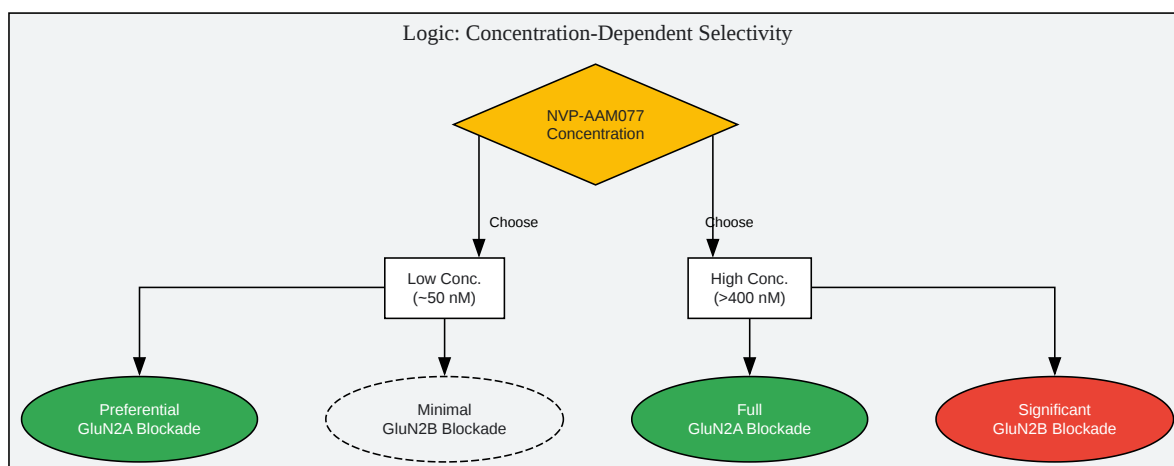 Logic: Concentration-Dependent Selectivity
NVP-AAM077
Concentration
Choose
Choose
Low Conc.
(~50 nM)
High Conc.
(>400 nM)
Preferential
GluN2A Blockade
Minimal
GluN2B Blockade
Full
GluN2A Blockade
Significant
GluN2B Blockade